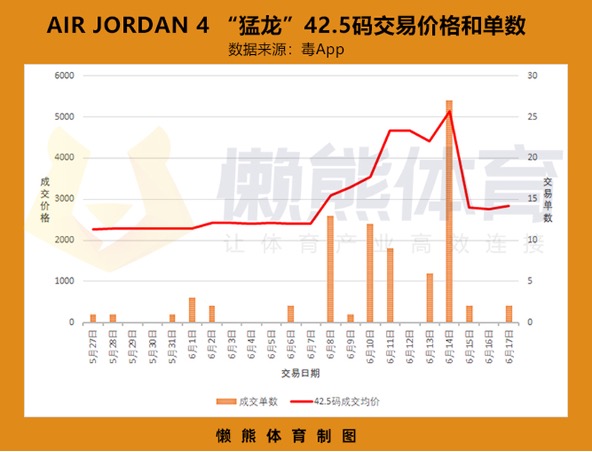 AIR JORDAN 4 “猛龙”42.5码交易价格和单数
数据来源：毒App
6000 30
5000 25
4000 20
3000 15
2000 10
1000 5
0 0
成交价格
交易单数
懒熊体育
让体育产业高效连接
5月27日 5月28日 5月29日 5月30日 5月31日 6月1日 6月2日 6月3日 6月4日 6月5日 6月6日 6月7日 6月8日 6月9日 6月10日 6月11日 6月12日 6月13日 6月14日 6月15日 6月16日 6月17日
交易日期
成交单数 42.5码成交均价
懒熊体育制图